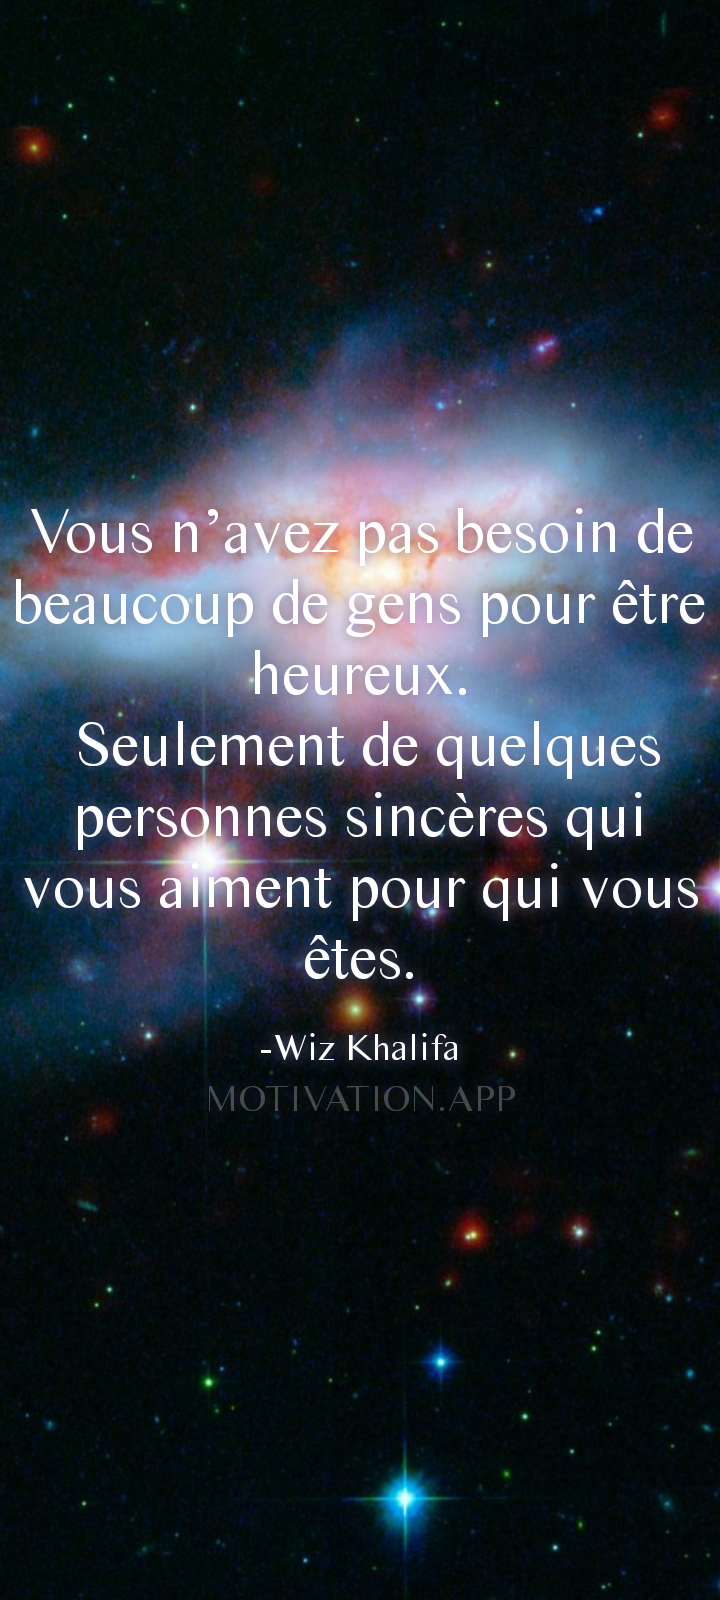 Vous n’avez pas besoin de
beaucoup de gens pour être
heureux.
Seulement de quelques
personnes sincères qui
vous aiment pour qui vous
êtes.
-Wiz Khalifa
MOTIVATION.APP